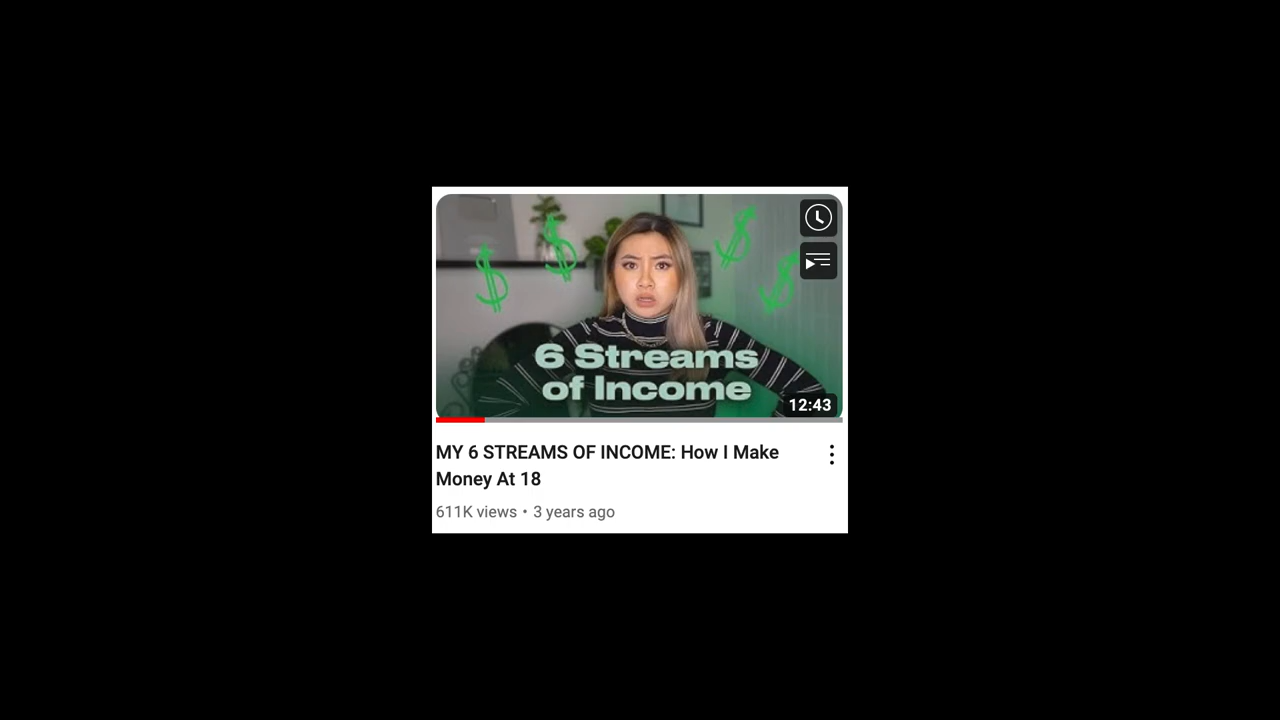 $ $ $ $
6 Streams
of Income
12:43
MY 6 STREAMS OF INCOME: How I Make
Money At 18
611K views • 3 years ago